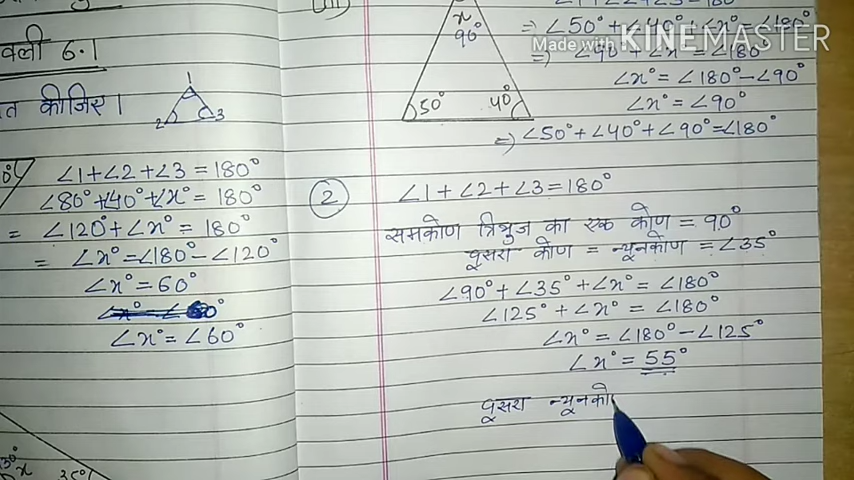 वली 6.1
त कीजिए।
1
2 3
∠1+∠2+∠3 = 180°
∠80°+∠40°+∠x° = 180°
= ∠120°+∠x° = 180°
= ∠x° = ∠180° - ∠120°
∠x° = 60°
∠x° = ∠60°
30°
x 35°
(iii)
x
90°
50° 40°
⇒ ∠50°+∠40°+∠x° = ∠180°
⇒ ∠90°+∠x° = ∠180°
∠x° = ∠180° - ∠90°
∠x° = ∠90°
⇒ ∠50°+∠40°+∠90° = ∠180°
Made with KINEMASTER
2 ∠1+∠2+∠3 = 180°
समकोण त्रिभुज का एक कोण = 90°
दूसरा कोण = न्यूनकोण = ∠35°
∠90° + ∠35° + ∠x° = ∠180°
∠125° + ∠x° = ∠180°
∠x° = ∠180° - ∠125°
∠x° = 55°
दूसरा न्यूनको